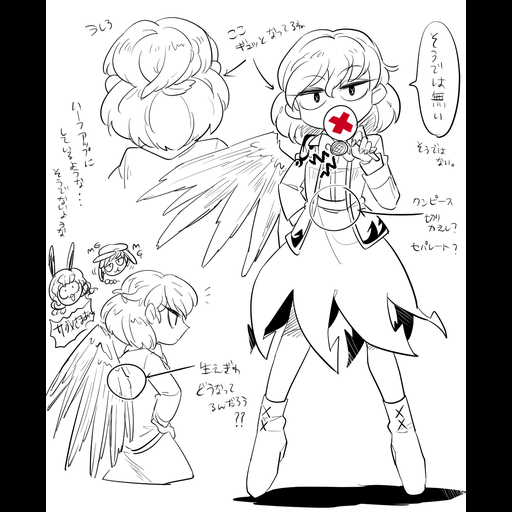 うしろ
ここ
ギュッとなってるね
そうでは無い
そうでは
ない。
ハーフアップに
しているような…
そうでないような
ワンピース
切り
かえし?
セパレート?
生えぎわ
どうなって
るんだろう
??